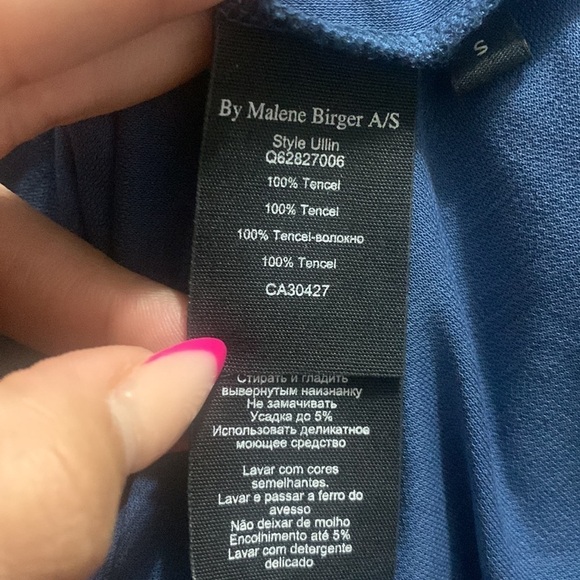 S
By Malene Birger A/S
Style Ullin
Q62827006
100% Tencel
100% Tencel
100% Tencel-волокно
100% Tencel
CA30427
Стирать и гладить
вывернутым наизнанку
Не замачивать
Усадка до 5%
Использовать деликатное
моющее средство
Lavar com cores
semelhantes.
Lavar e passar a ferro do
avesso
Não deixar de molho
Encolhimento até 5%
Lavar com detergente
delicado